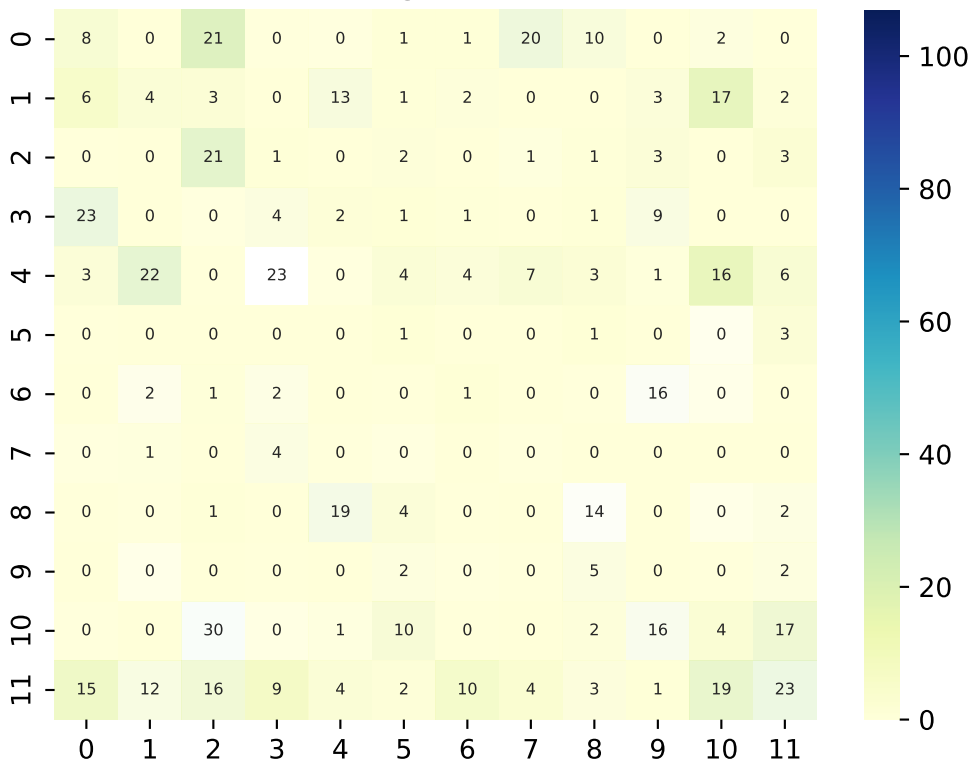 0 8 0 21 0 0 1 1 20 10 0 2 0
1 6 4 3 0 13 1 2 0 0 3 17 2
2 0 0 21 1 0 2 0 1 1 3 0 3
3 23 0 0 4 2 1 1 0 1 9 0 0
4 3 22 0 23 0 4 4 7 3 1 16 6
5 0 0 0 0 0 1 0 0 1 0 0 3
6 0 2 1 2 0 0 1 0 0 16 0 0
7 0 1 0 4 0 0 0 0 0 0 0 0
8 0 0 1 0 19 4 0 0 14 0 0 2
9 0 0 0 0 0 2 0 0 5 0 0 2
10 0 0 30 0 1 10 0 0 2 16 4 17
11 15 12 16 9 4 2 10 4 3 1 19 23
0 1 2 3 4 5 6 7 8 9 10 11
100
80
60
40
20
0